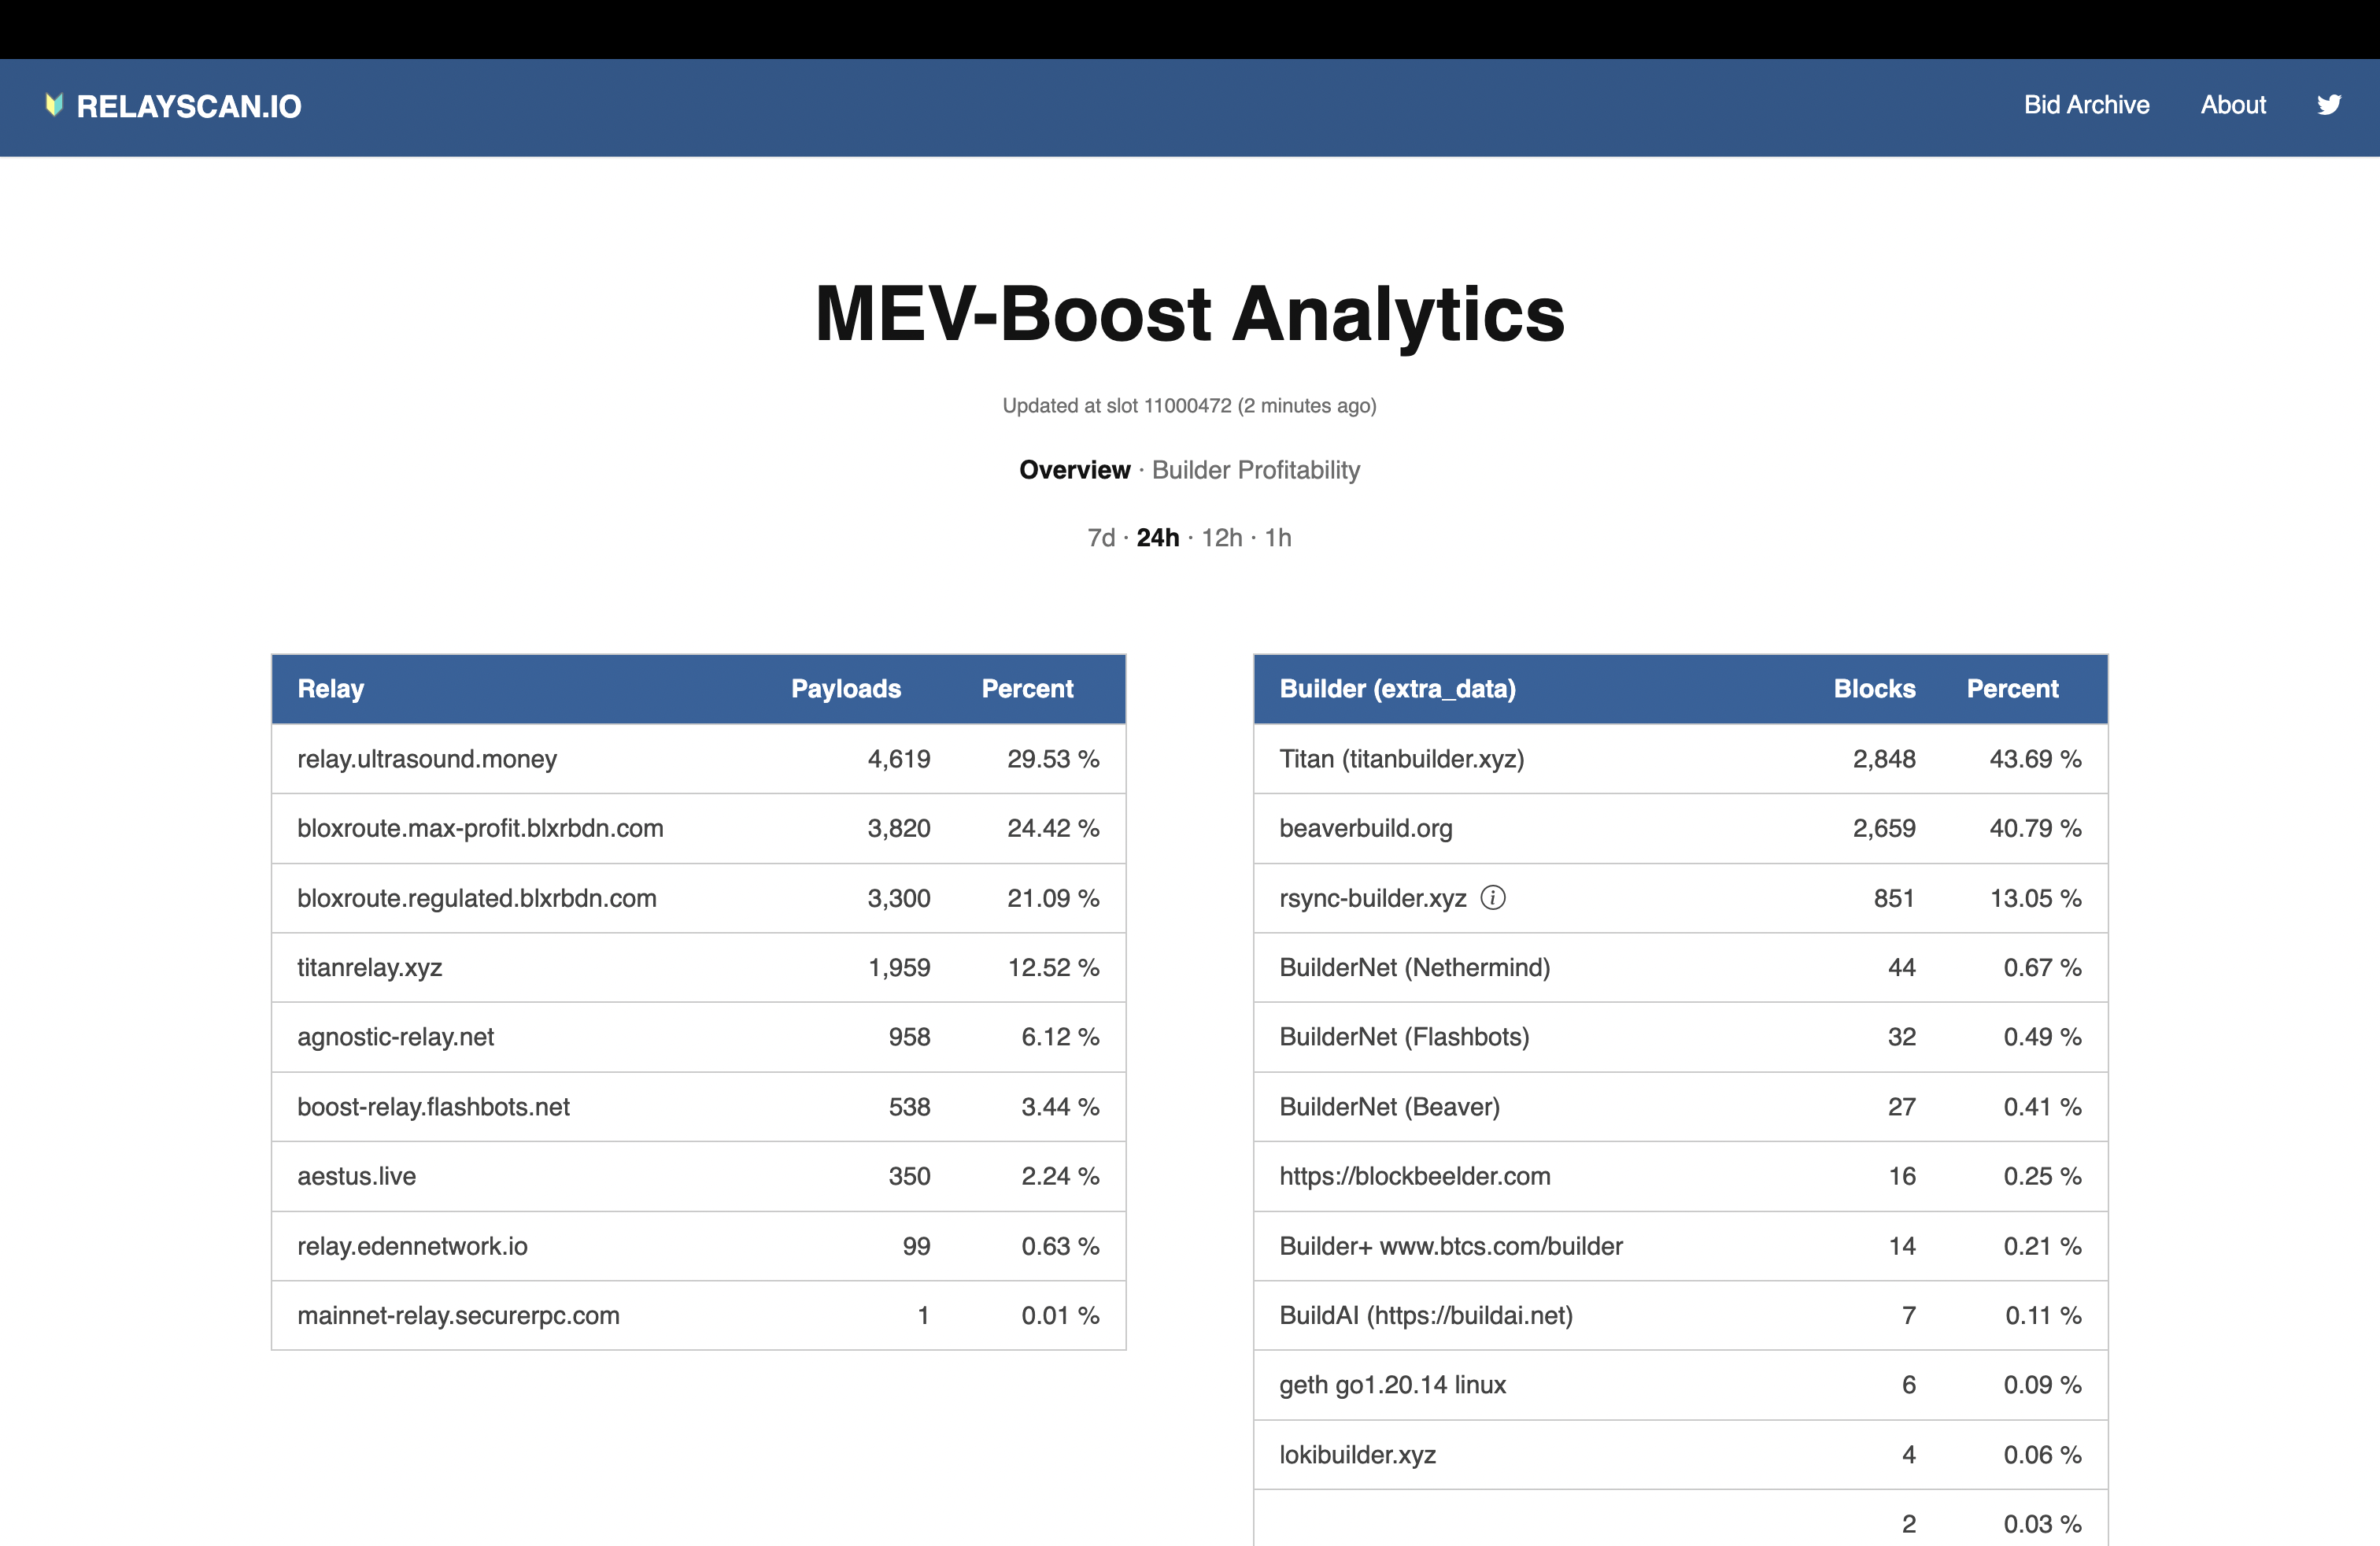 RELAYSCAN.IO
Bid Archive About
MEV-Boost Analytics
Updated at slot 11000472 (2 minutes ago)
Overview · Builder Profitability
7d · 24h · 12h · 1h
Relay Payloads Percent
relay.ultrasound.money 4,619 29.53 %
bloxroute.max-profit.blxrbdn.com 3,820 24.42 %
bloxroute.regulated.blxrbdn.com 3,300 21.09 %
titanrelay.xyz 1,959 12.52 %
agnostic-relay.net 958 6.12 %
boost-relay.flashbots.net 538 3.44 %
aestus.live 350 2.24 %
relay.edennetwork.io 99 0.63 %
mainnet-relay.securerpc.com 1 0.01 %
Builder (extra_data) Blocks Percent
Titan (titanbuilder.xyz) 2,848 43.69 %
beaverbuild.org 2,659 40.79 %
rsync-builder.xyz 851 13.05 %
BuilderNet (Nethermind) 44 0.67 %
BuilderNet (Flashbots) 32 0.49 %
BuilderNet (Beaver) 27 0.41 %
https://blockbeelder.com 16 0.25 %
Builder+ www.btcs.com/builder 14 0.21 %
BuildAI (https://buildai.net) 7 0.11 %
geth go1.20.14 linux 6 0.09 %
lokibuilder.xyz 4 0.06 %
2 0.03 %